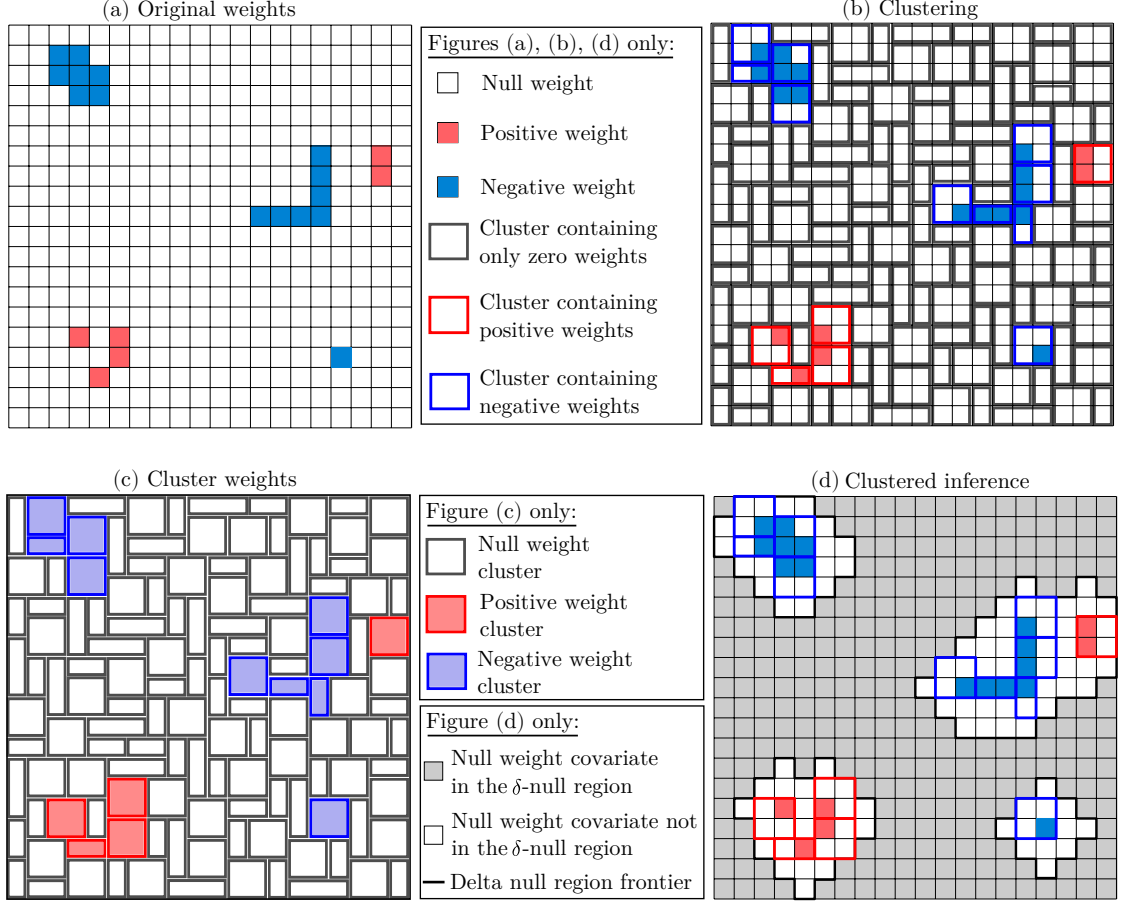 (a) Original weights
Figures (a), (b), (d) only:
Null weight
Positive weight
Negative weight
Cluster containing
only zero weights
Cluster containing
positive weights
Cluster containing
negative weights
(b) Clustering
(c) Cluster weights
Figure (c) only:
Null weight
cluster
Positive weight
cluster
Negative weight
cluster
Figure (d) only:
Null weight covariate
in the δ-null region
Null weight covariate not
in the δ-null region
Delta null region frontier
(d) Clustered inference